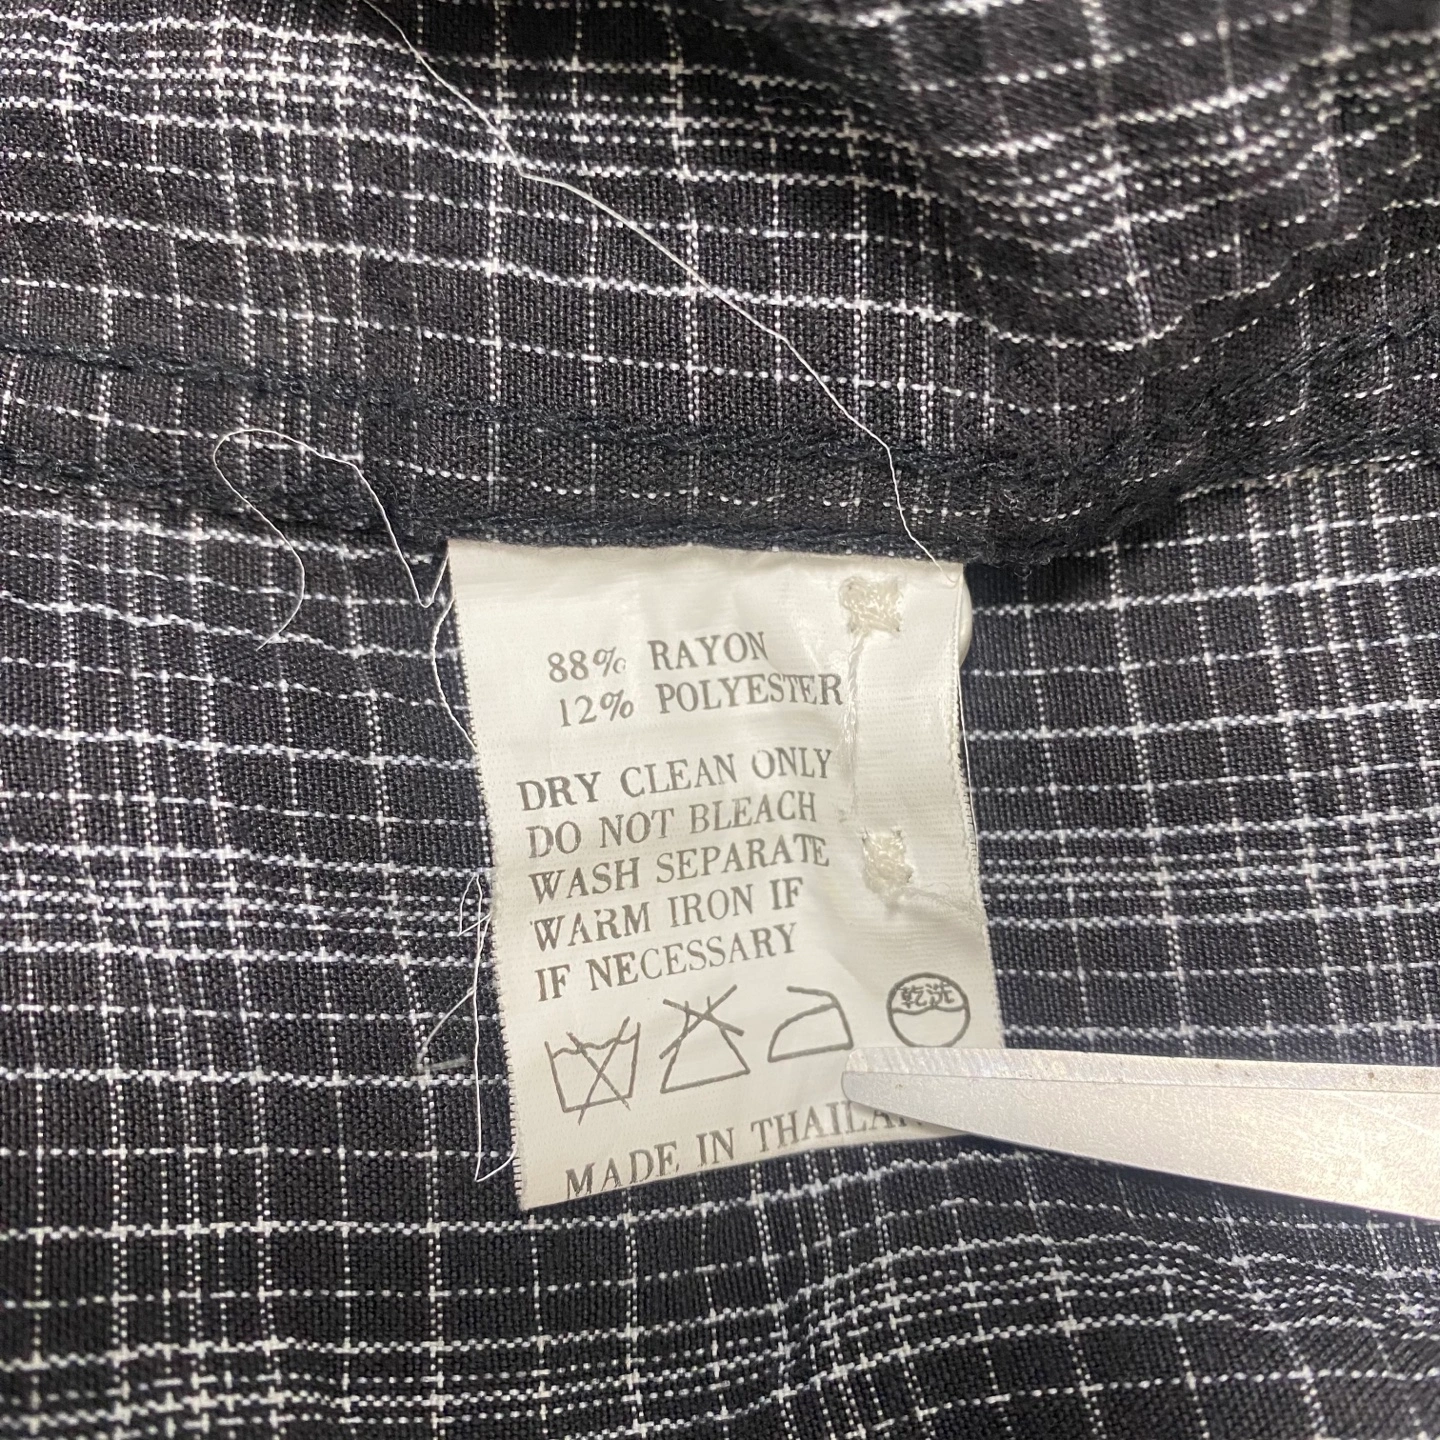 88% RAYON
12% POLYESTER
DRY CLEAN ONLY
DO NOT BLEACH
WASH SEPARATE
WARM IRON IF
IF NECESSARY
乾洗
MADE IN THAILAN